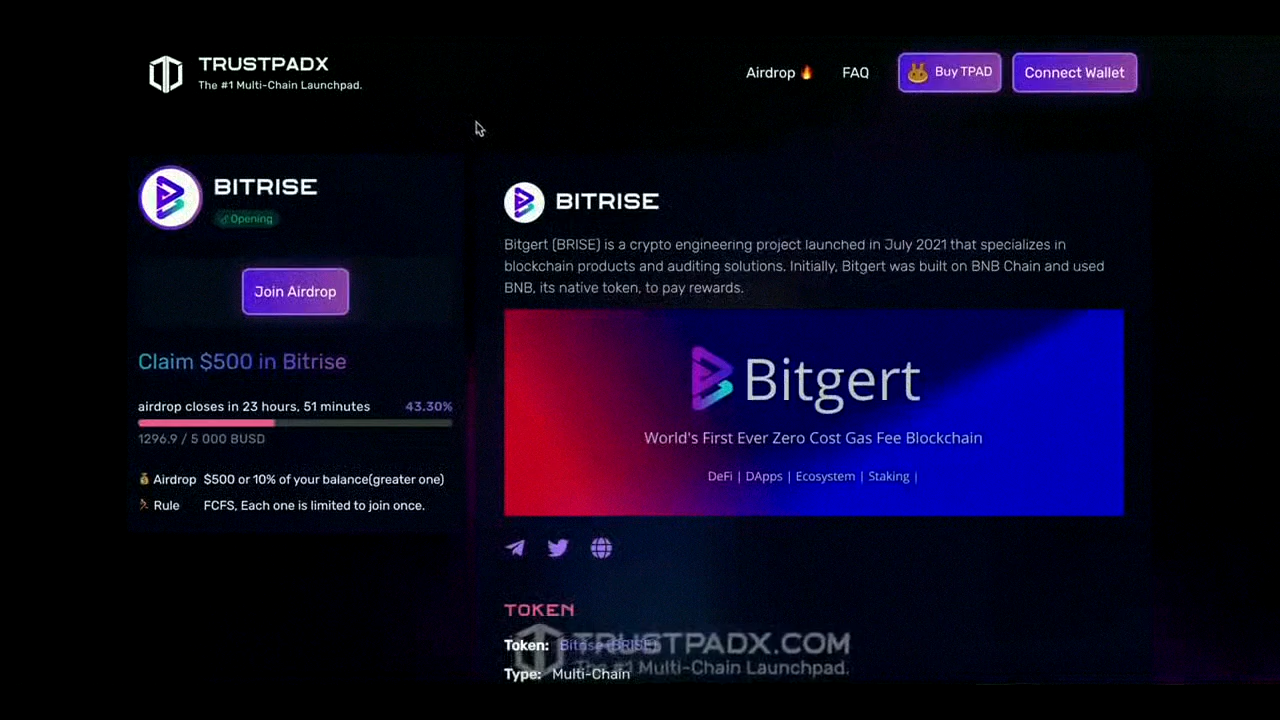 TRUSTPADX
The #1 Multi-Chain Launchpad.
Airdrop
FAQ
Buy TPAD
Connect Wallet
BITRISE
Opening
Join Airdrop
Claim $500 in Bitrise
airdrop closes in 23 hours, 51 minutes 43.30%
1296.9 / 5 000 BUSD
Airdrop $500 or 10% of your balance(greater one)
Rule FCFS, Each one is limited to join once.
BITRISE
Bitgert (BRISE) is a crypto engineering project launched in July 2021 that specializes in
blockchain products and auditing solutions. Initially, Bitgert was built on BNB Chain and used
BNB, its native token, to pay rewards.
Bitgert
World's First Ever Zero Cost Gas Fee Blockchain
DeFi | DApps | Ecosystem | Staking |
TOKEN
Token: Bitrise (BRISE)
Type: Multi-Chain
TRUSTPADX.COM
The #1 Multi-Chain Launchpad.